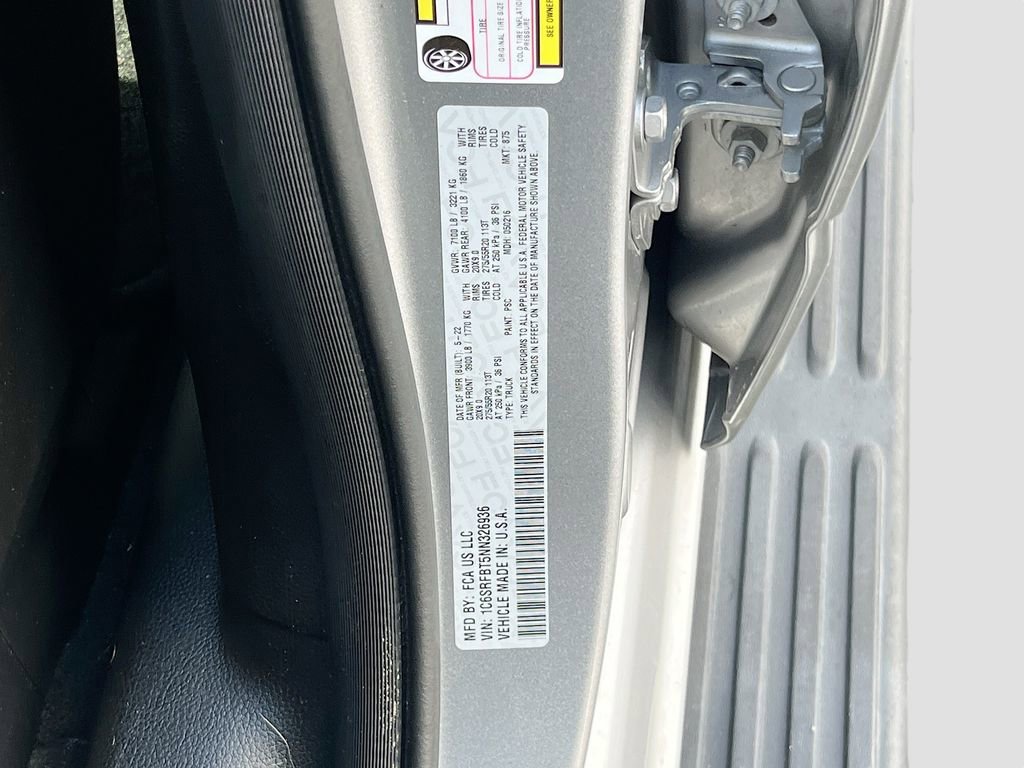 TIRE
ORIGINAL TIRE SIZE
COLD TIRE INFLATION
PRESSURE
SEE OWNER
MFD BY: FCA US LLC
VIN: 1C6SRFBT5NN326936
VEHICLE MADE IN: U.S.A.
DATE OF MFR (BUILT): 5-22 GVWR: 7100 LB / 3221 KG
GAWR FRONT: 3900 LB / 1770 KG WITH GAWR REAR: 4100 LB / 1860 KG WITH
20X9.0 RIMS 20X9.0 RIMS
275/55R20 113T TIRES 275/55R20 113T TIRES
AT 250 kPa / 36 PSI COLD AT 250 kPa / 36 PSI COLD
TYPE: TRUCK PAINT: PSC MDH: 050216 MKT: 875
THIS VEHICLE CONFORMS TO ALL APPLICABLE U.S.A. FEDERAL MOTOR VEHICLE SAFETY
STANDARDS IN EFFECT ON THE DATE OF MANUFACTURE SHOWN ABOVE.